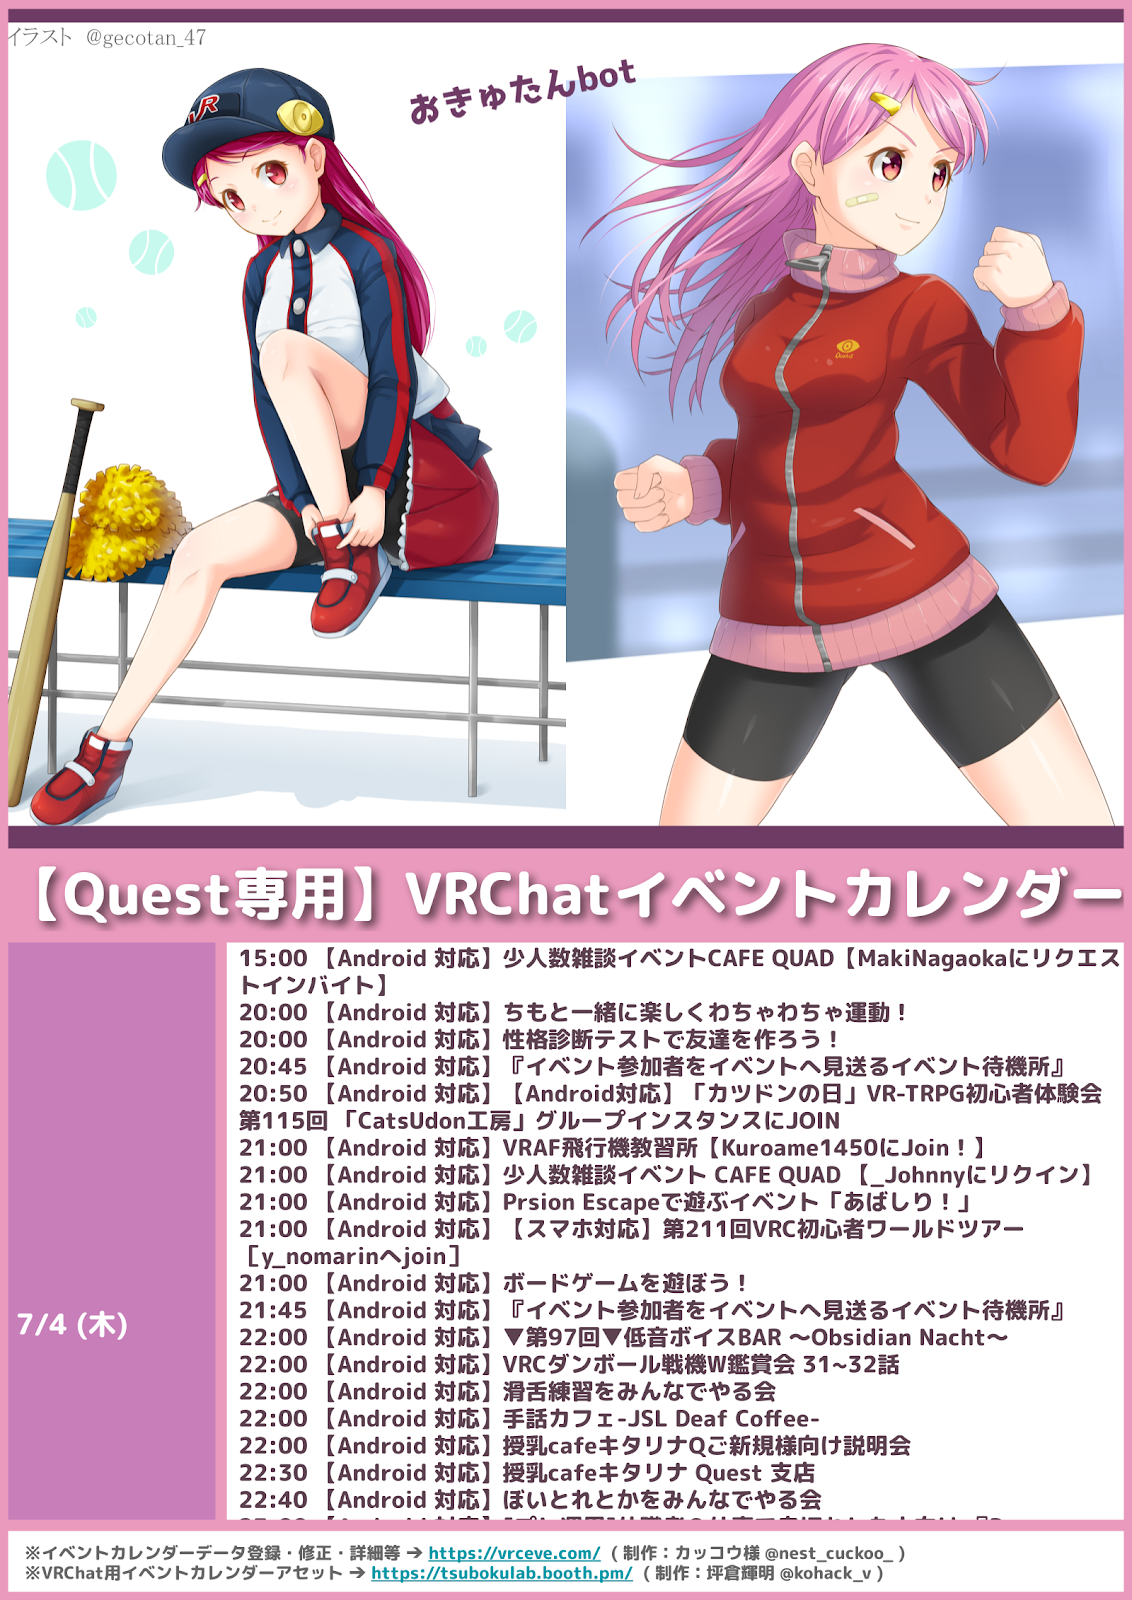 イラスト @gecotan_47
おきゅたんbot
VR
Quest
【Quest専用】VRChatイベントカレンダー
7/4 (木)
15:00 【Android 対応】少人数雑談イベントCAFE QUAD【MakiNagaokaにリクエス
トインバイト】
20:00 【Android 対応】ちもと一緒に楽しくわちゃわちゃ運動！
20:00 【Android 対応】性格診断テストで友達を作ろう！
20:45 【Android 対応】『イベント参加者をイベントへ見送るイベント待機所』
20:50 【Android 対応】【Android対応】「カツドンの日」VR-TRPG初心者体験会
第115回 「CatsUdon工房」グループインスタンスにJOIN
21:00 【Android 対応】VRAF飛行機教習所【Kuroame1450にJoin！】
21:00 【Android 対応】少人数雑談イベント CAFE QUAD 【_Johnnyにリクイン】
21:00 【Android 対応】Prsion Escapeで遊ぶイベント「あばしり！」
21:00 【Android 対応】【スマホ対応】第211回VRC初心者ワールドツアー
［y_nomarinへjoin］
21:00 【Android 対応】ボードゲームを遊ぼう！
21:45 【Android 対応】『イベント参加者をイベントへ見送るイベント待機所』
22:00 【Android 対応】▼第97回▼低音ボイスBAR ～Obsidian Nacht～
22:00 【Android 対応】VRCダンボール戦機W鑑賞会 31~32話
22:00 【Android 対応】滑舌練習をみんなでやる会
22:00 【Android 対応】手話カフェ-JSL Deaf Coffee-
22:00 【Android 対応】授乳cafeキタリナQご新規様向け説明会
22:30 【Android 対応】授乳cafeキタリナ Quest 支店
22:40 【Android 対応】ぼいとれとかをみんなでやる会
※イベントカレンダーデータ登録・修正・詳細等 ➔ https://vrceve.com/ ( 制作：カッコウ様 @nest_cuckoo_ )
※VRChat用イベントカレンダーアセット ➔ https://tsubokulab.booth.pm/ ( 制作：坪倉輝明 @kohack_v )